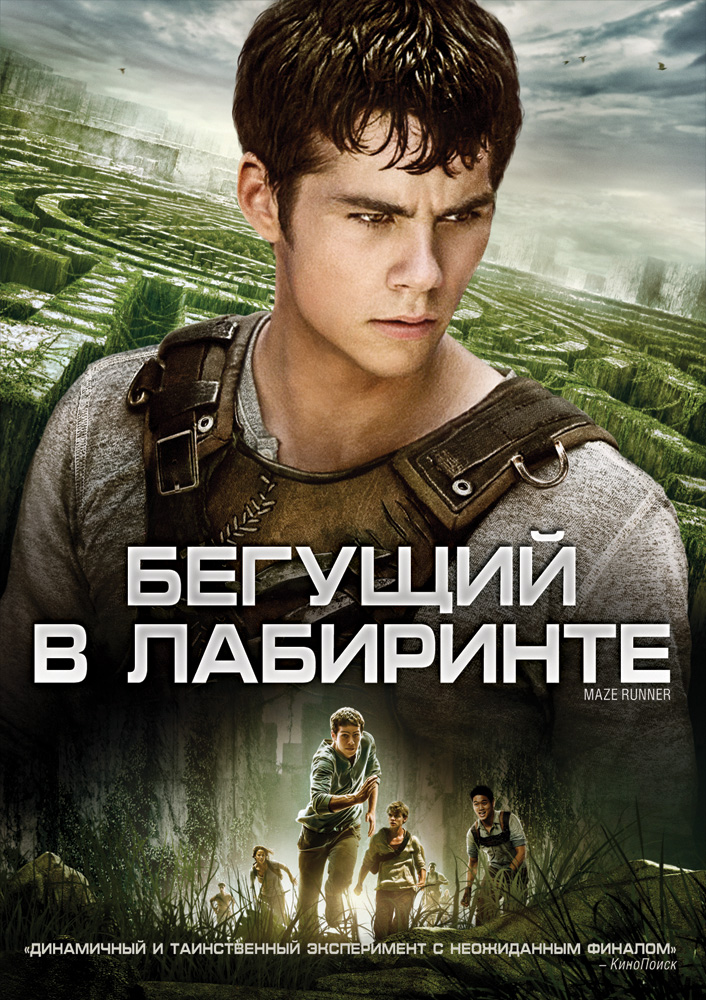 БЕГУЩИЙ
В ЛАБИРИНТЕ
MAZE RUNNER
«ДИНАМИЧНЫЙ И ТАИНСТВЕННЫЙ ЭКСПЕРИМЕНТ С НЕОЖИДАННЫМ ФИНАЛОМ»
– КиноПоиск